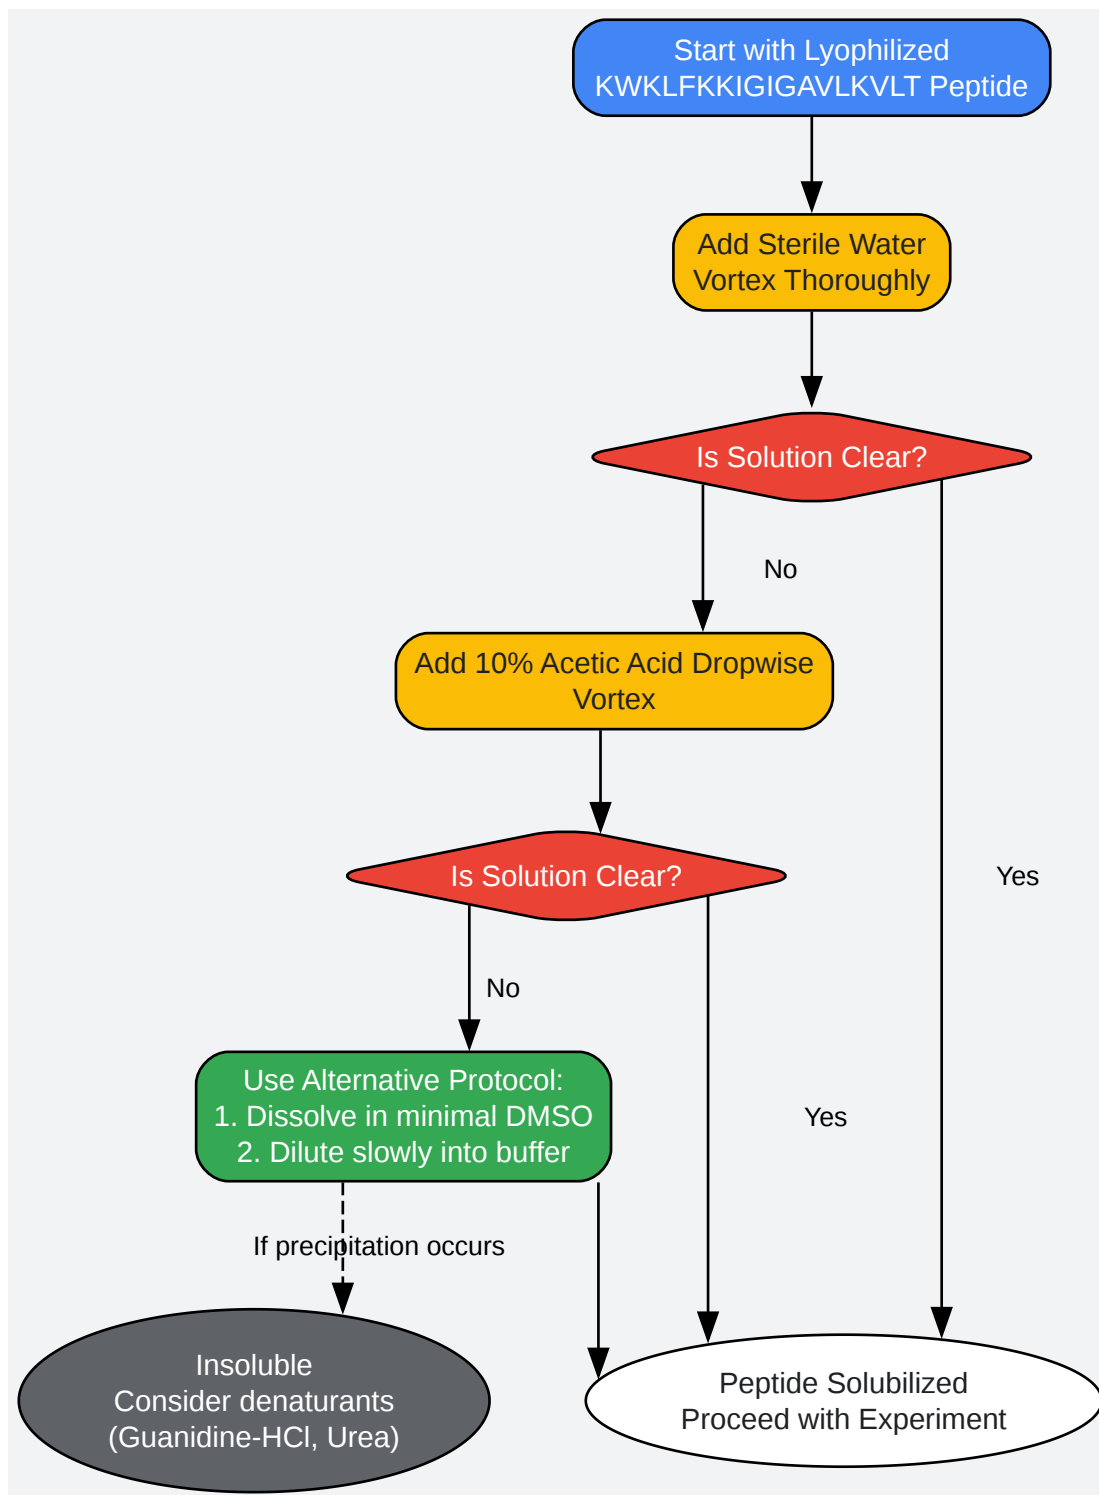 Start with Lyophilized
KWKLFKKIGIGAVLKVLT Peptide
Add Sterile Water
Vortex Thoroughly
Is Solution Clear?
No
Add 10% Acetic Acid Dropwise
Vortex
Is Solution Clear?
Yes
No
Use Alternative Protocol:
1. Dissolve in minimal DMSO
2. Dilute slowly into buffer
Yes
If precipitation occurs
Insoluble
Consider denaturants
(Guanidine-HCl, Urea)
Peptide Solubilized
Proceed with Experiment